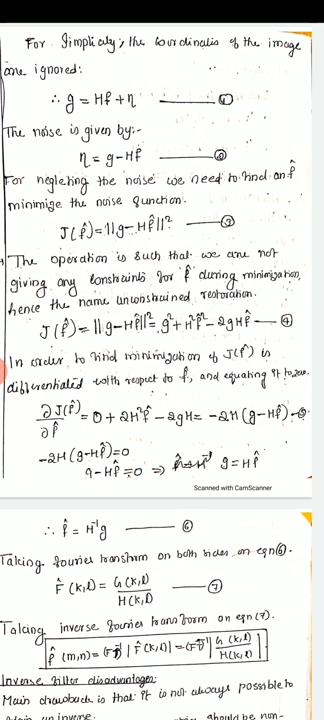 For Simplicity, the coordinates of the image
are ignored:
∴ g = Hf + η ——— ⑤
The noise is given by:-
η = g - Hf̂
For neglecting the noise we need to find an f̂
minimize the noise function.
J(f̂) = ||g - Hf̂||² ——— ③
The operation is such that we are not
giving any constraints for f̂ during minimization,
hence the name unconstrained restoration.
J(f̂) = ||g - Hf̂||² = g² + H²f̂² - 2gHf̂ — ④
In order to find minimization of J(f̂) is
differentiated with respect to f̂, and equating it to zero.
∂J(f̂)/∂f̂ = 0 + 2H²f̂ - 2gH = -2H(g - Hf̂)
-2H(g - Hf̂) = 0
g - Hf̂ = 0 ⇒ g = Hf̂
Scanned with CamScanner
∴ f̂ = H⁻¹g ——— ⑥
Taking fourier transform on both sides on eqn(6).
F̂(k,l) = G(k,l)/H(k,l) ——— ⑦
Taking inverse fourier transform on eqn (7).
f̂(m,n) = |F̂(k,l)| = G(k,l)/H(k,l)
Inverse filter disadvantages:
Main drawback is that it is not always possible to
an inverse. should be non-